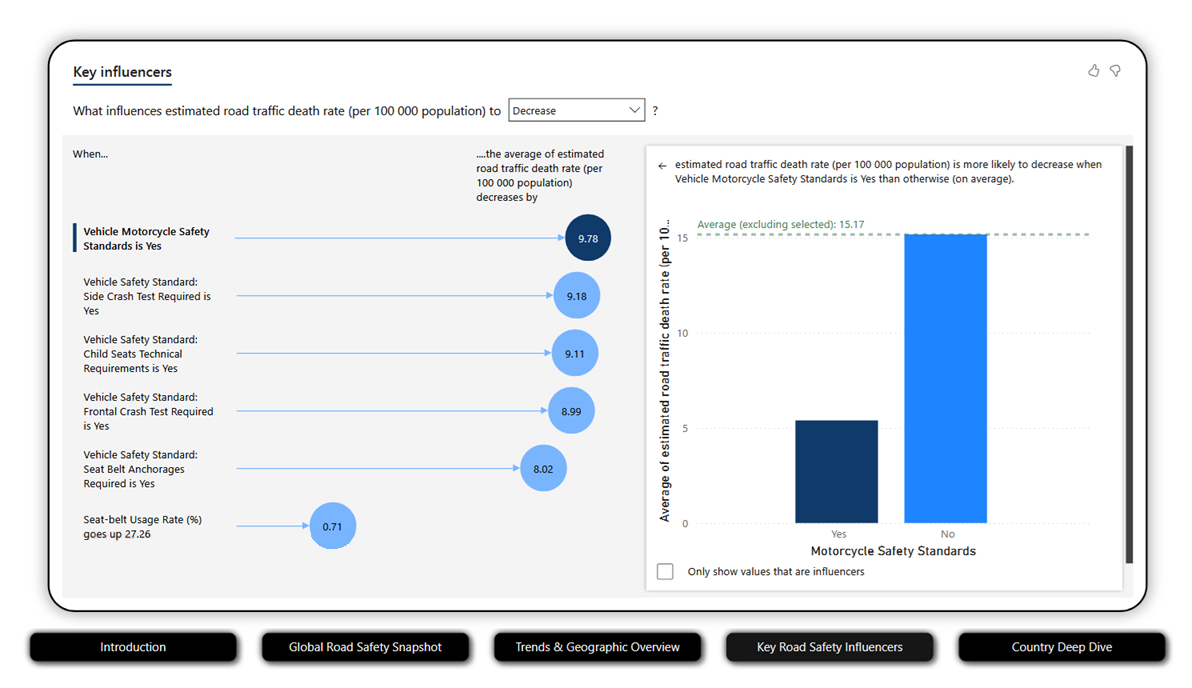 Key influencers
What influences estimated road traffic death rate (per 100 000 population) to Decrease ?
When...
....the average of estimated
road traffic death rate (per
100 000 population)
decreases by
Vehicle Motorcycle Safety
Standards is Yes
9.78
Vehicle Safety Standard:
Side Crash Test Required is
Yes
9.18
Vehicle Safety Standard:
Child Seats Technical
Requirements is Yes
9.11
Vehicle Safety Standard:
Frontal Crash Test Required
is Yes
8.99
Vehicle Safety Standard:
Seat Belt Anchorages
Required is Yes
8.02
Seat-belt Usage Rate (%)
goes up 27.26
0.71
estimated road traffic death rate (per 100 000 population) is more likely to decrease when
Vehicle Motorcycle Safety Standards is Yes than otherwise (on average).
Average of estimated road traffic death rate (per 10...
Average (excluding selected): 15.17
15
10
5
0
Yes
No
Motorcycle Safety Standards
Only show values that are influencers
Introduction
Global Road Safety Snapshot
Trends & Geographic Overview
Key Road Safety Influencers
Country Deep Dive